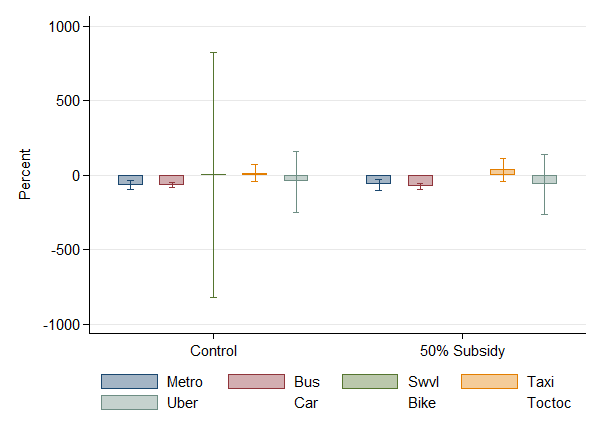 1000
500
Percent
0
-500
-1000
Control 50% Subsidy
Metro Bus Swvl Taxi
Uber Car Bike Toctoc